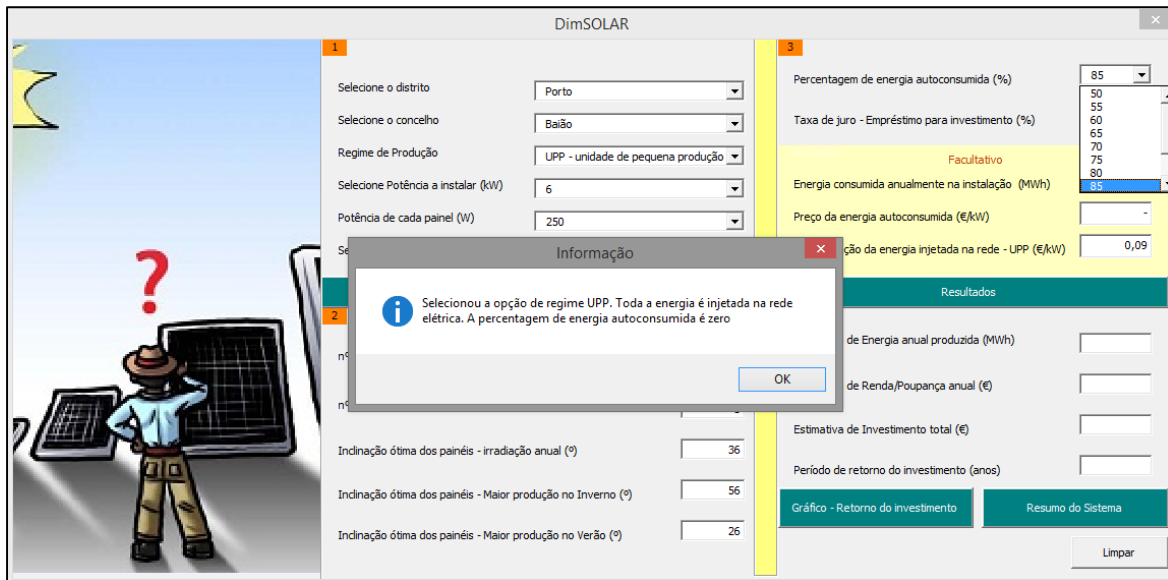 DimSOLAR
1
Selecione o distrito
Porto
Selecione o concelho
Baião
Regime de Produção
UPP - unidade de pequena produção
Selecione Potência a instalar (kW)
6
Potência de cada painel (W)
250
Se
3
Percentagem de energia autoconsumida (%)
85
50
55
60
65
70
75
80
85
Taxa de juro - Empréstimo para investimento (%)
Facultativo
Energia consumida anualmente na instalação (MWh)
Preço da energia autoconsumida (€/kW)
-
ção da energia injetada na rede - UPP (€/kW)
0,09
Informação
Selecionou a opção de regime UPP. Toda a energia é injetada na rede
elétrica. A percentagem de energia autoconsumida é zero
OK
?
2
nº
nº
Inclinação ótima dos painéis - irradiação anual (º)
36
Inclinação ótima dos painéis - Maior produção no Inverno (º)
56
Inclinação ótima dos painéis - Maior produção no Verão (º)
26
Resultados
de Energia anual produzida (MWh)
de Renda/Poupança anual (€)
Estimativa de Investimento total (€)
Período de retorno do investimento (anos)
Gráfico - Retorno do investimento
Resumo do Sistema
Limpar